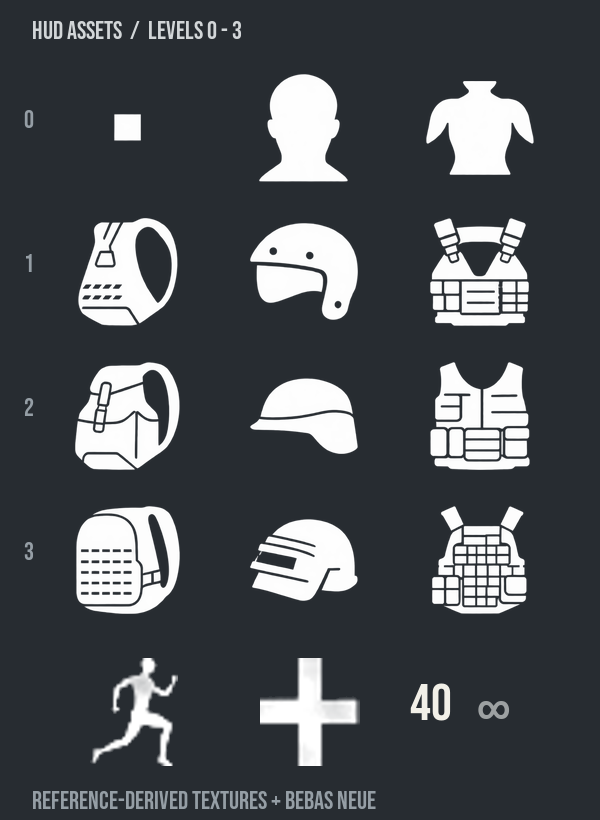 HUD ASSETS / LEVELS 0 - 3
0
1
2
3
40 ∞
REFERENCE-DERIVED TEXTURES + BEBAS NEUE